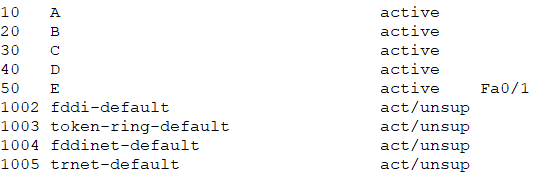 10   A                                active
20   B                                active
30   C                                active
40   D                                active
50   E                                active    Fa0/1
1002 fddi-default                     act/unsup
1003 token-ring-default               act/unsup
1004 fddinet-default                  act/unsup
1005 trnet-default                    act/unsup